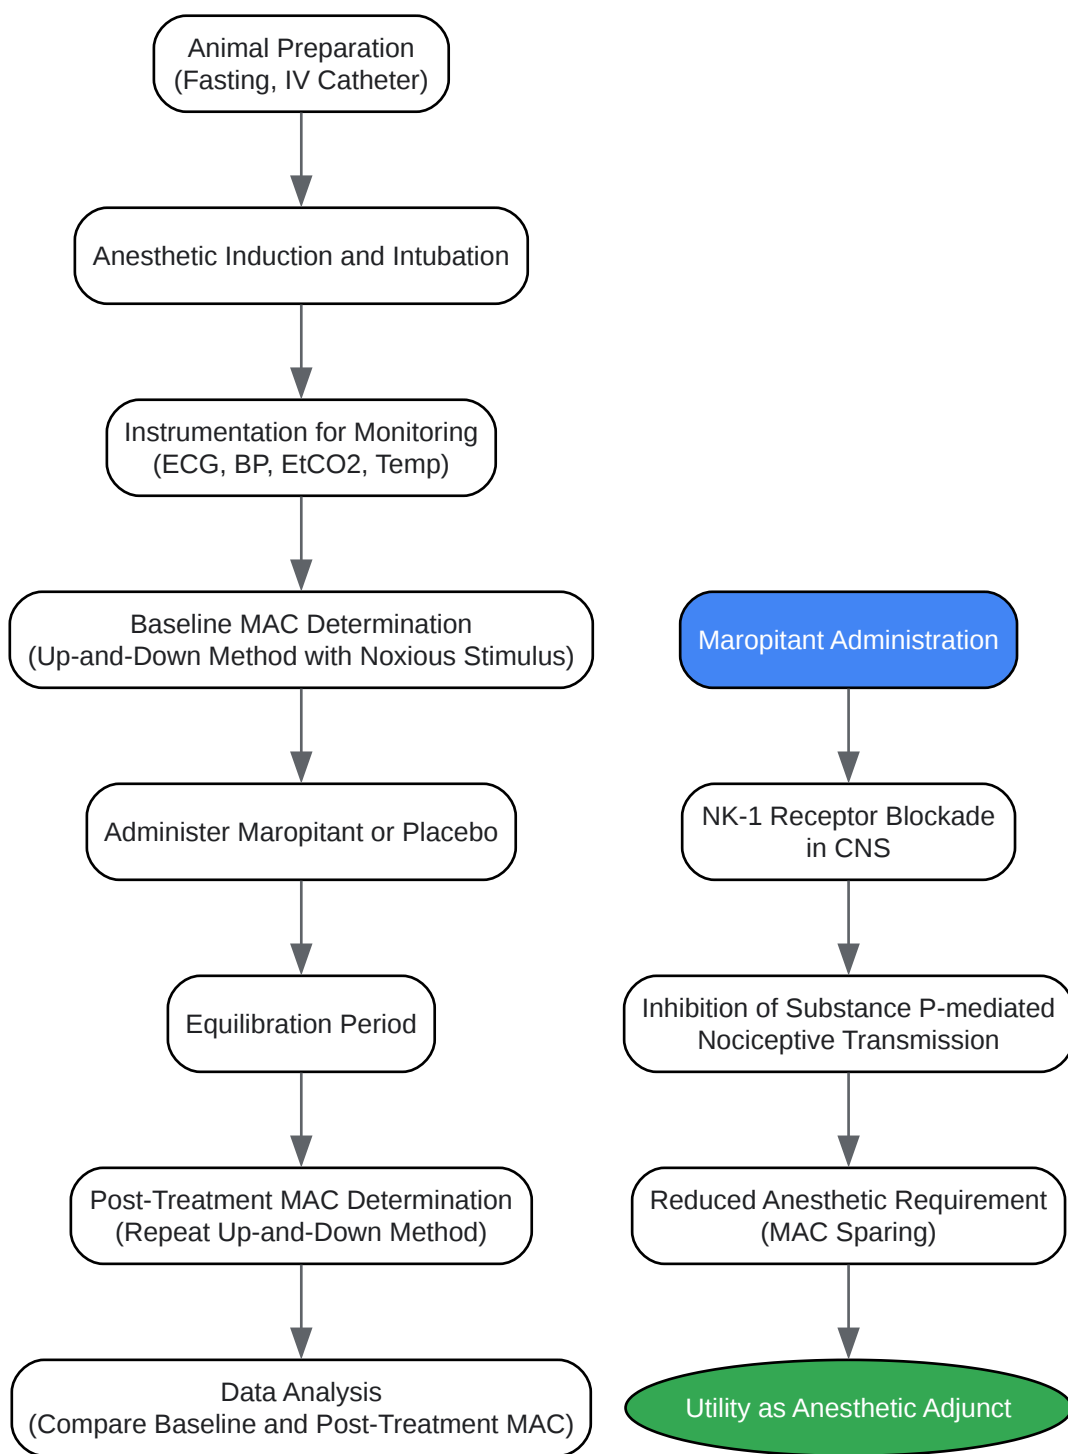 Animal Preparation
(Fasting, IV Catheter)
Anesthetic Induction and Intubation
Instrumentation for Monitoring
(ECG, BP, EtCO2, Temp)
Baseline MAC Determination
(Up-and-Down Method with Noxious Stimulus)
Administer Maropitant or Placebo
Equilibration Period
Post-Treatment MAC Determination
(Repeat Up-and-Down Method)
Data Analysis
(Compare Baseline and Post-Treatment MAC)
Maropitant Administration
NK-1 Receptor Blockade
in CNS
Inhibition of Substance P-mediated
Nociceptive Transmission
Reduced Anesthetic Requirement
(MAC Sparing)
Utility as Anesthetic Adjunct